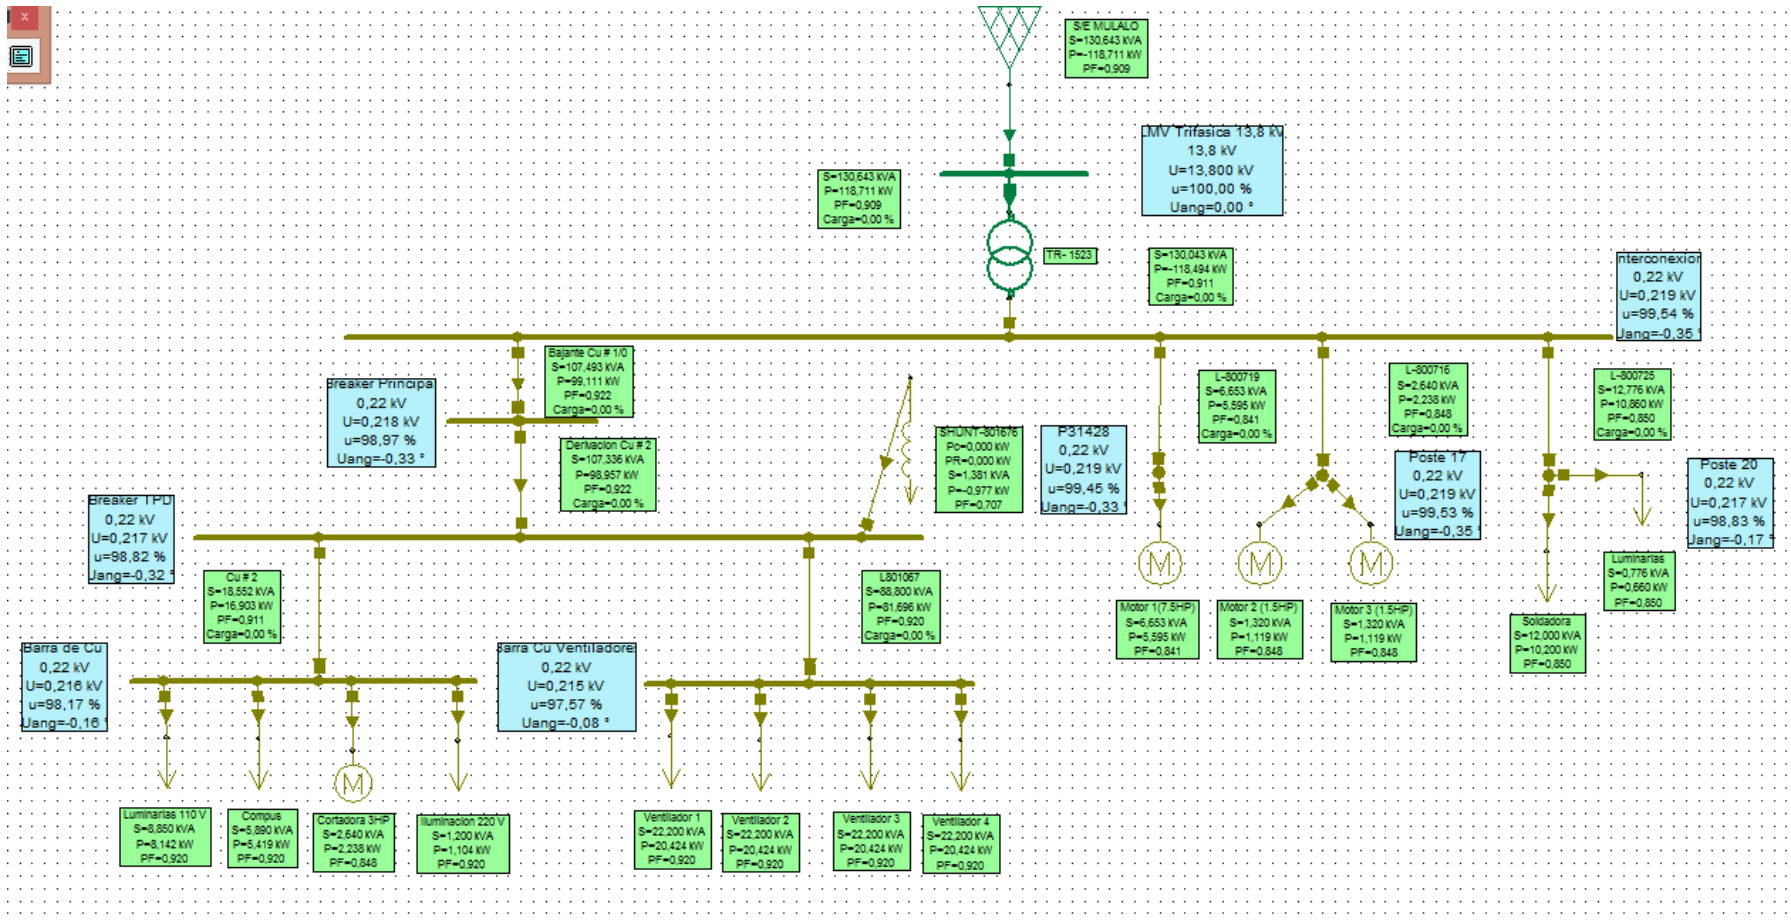 x
S/E MULALO
S=130,643 kVA
P=-118,711 kW
PF=0,909
LMV Trifasica 13,8 kV
13,8 kV
U=13,800 kV
u=100,00 %
Uang=0,00 °
S=130,643 kVA
P=118,711 kW
PF=0,909
Carga=0,00 %
TR- 1523
S=130,043 kVA
P=-118,494 kW
PF=0,911
Carga=0,00 %
nterconexion
0,22 kV
U=0,219 kV
u=99,54 %
Uang=-0,35 °
Bajante Cu # 1/0
S=107,493 kVA
P=99,111 kW
PF=0,922
Carga=0,00 %
Breaker Principa
0,22 kV
U=0,218 kV
u=98,97 %
Uang=-0,33 °
Derivacion Cu # 2
S=107,336 kVA
P=98,957 kW
PF=0,922
Carga=0,00 %
SHUNT-801676
Pc=0,000 kW
PR=0,000 kW
S=1,381 kVA
P=-0,977 kW
PF=0,707
P31428
0,22 kV
U=0,219 kV
u=99,45 %
Uang=-0,33 °
L-800719
S=6,653 kVA
P=5,595 kW
PF=0,841
Carga=0,00 %
L-800716
S=2,640 kVA
P=2,238 kW
PF=0,848
Carga=0,00 %
L-800725
S=12,776 kVA
P=10,860 kW
PF=0,850
Carga=0,00 %
Poste 17
0,22 kV
U=0,219 kV
u=99,53 %
Uang=-0,35 °
Poste 20
0,22 kV
U=0,217 kV
u=98,83 %
Uang=-0,17 °
Breaker TPD
0,22 kV
U=0,217 kV
u=98,82 %
Uang=-0,32 °
Cu # 2
S=18,552 kVA
P=16,903 kW
PF=0,911
Carga=0,00 %
L801067
S=88,800 kVA
P=81,696 kW
PF=0,920
Carga=0,00 %
M
M
M
Luminarias
S=0,776 kVA
P=0,660 kW
PF=0,850
Motor 1(7.5HP)
S=6,653 kVA
P=5,595 kW
PF=0,841
Motor 2 (1.5HP)
S=1,320 kVA
P=1,119 kW
PF=0,848
Motor 3 (1.5HP)
S=1,320 kVA
P=1,119 kW
PF=0,848
Soldadora
S=12,000 kVA
P=10,200 kW
PF=0,850
Barra de Cu
0,22 kV
U=0,216 kV
u=98,17 %
Uang=-0,16 °
Barra Cu Ventiladores
0,22 kV
U=0,215 kV
u=97,57 %
Uang=-0,08 °
M
Luminarias 110 V
S=8,850 kVA
P=8,142 kW
PF=0,920
Compus
S=5,890 kVA
P=5,419 kW
PF=0,920
Cortadora 3HP
S=2,640 kVA
P=2,238 kW
PF=0,848
Iluminacion 220 V
S=1,200 kVA
P=1,104 kW
PF=0,920
Ventilador 1
S=22,200 kVA
P=20,424 kW
PF=0,920
Ventilador 2
S=22,200 kVA
P=20,424 kW
PF=0,920
Ventilador 3
S=22,200 kVA
P=20,424 kW
PF=0,920
Ventilador 4
S=22,200 kVA
P=20,424 kW
PF=0,920